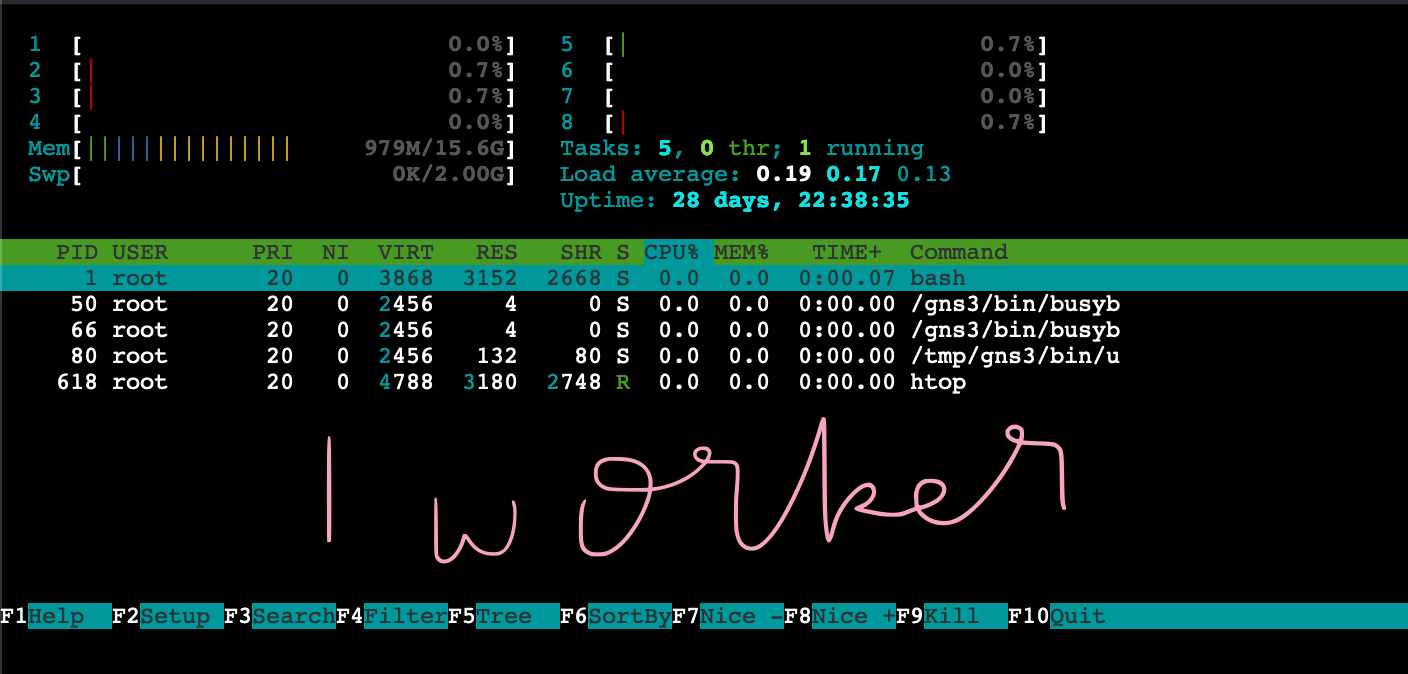 1 [ 0.0%] 5 [| 0.7%]
2 [| 0.7%] 6 [ 0.0%]
3 [| 0.7%] 7 [ 0.0%]
4 [ 0.0%] 8 [| 0.7%]
Mem[||||||||||||||| 979M/15.6G] Tasks: 5, 0 thr; 1 running
Swp[ 0K/2.00G] Load average: 0.19 0.17 0.13
Uptime: 28 days, 22:38:35
PID USER PRI NI VIRT RES SHR S CPU% MEM% TIME+ Command
1 root 20 0 3868 3152 2668 S 0.0 0.0 0:00.07 bash
50 root 20 0 2456 4 0 S 0.0 0.0 0:00.00 /gns3/bin/busyb
66 root 20 0 2456 4 0 S 0.0 0.0 0:00.00 /gns3/bin/busyb
80 root 20 0 2456 132 80 S 0.0 0.0 0:00.00 /tmp/gns3/bin/u
618 root 20 0 4788 3180 2748 R 0.0 0.0 0:00.00 htop
1 worker
F1Help F2Setup F3SearchF4FilterF5Tree F6SortByF7Nice -F8Nice +F9Kill F10Quit